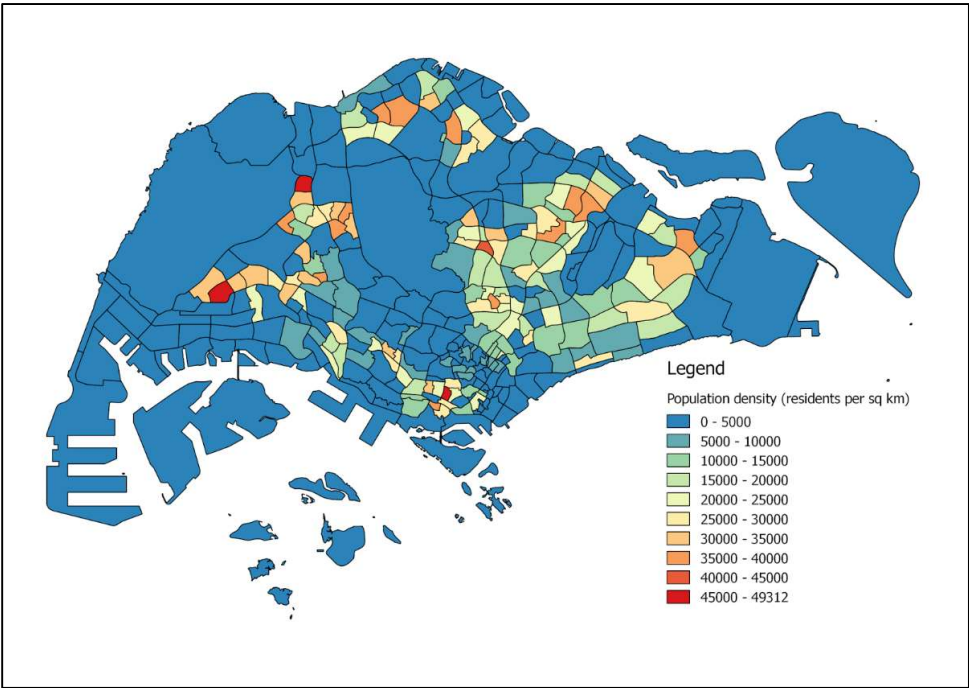 Legend
Population density (residents per sq km)
0 - 5000
5000 - 10000
10000 - 15000
15000 - 20000
20000 - 25000
25000 - 30000
30000 - 35000
35000 - 40000
40000 - 45000
45000 - 49312